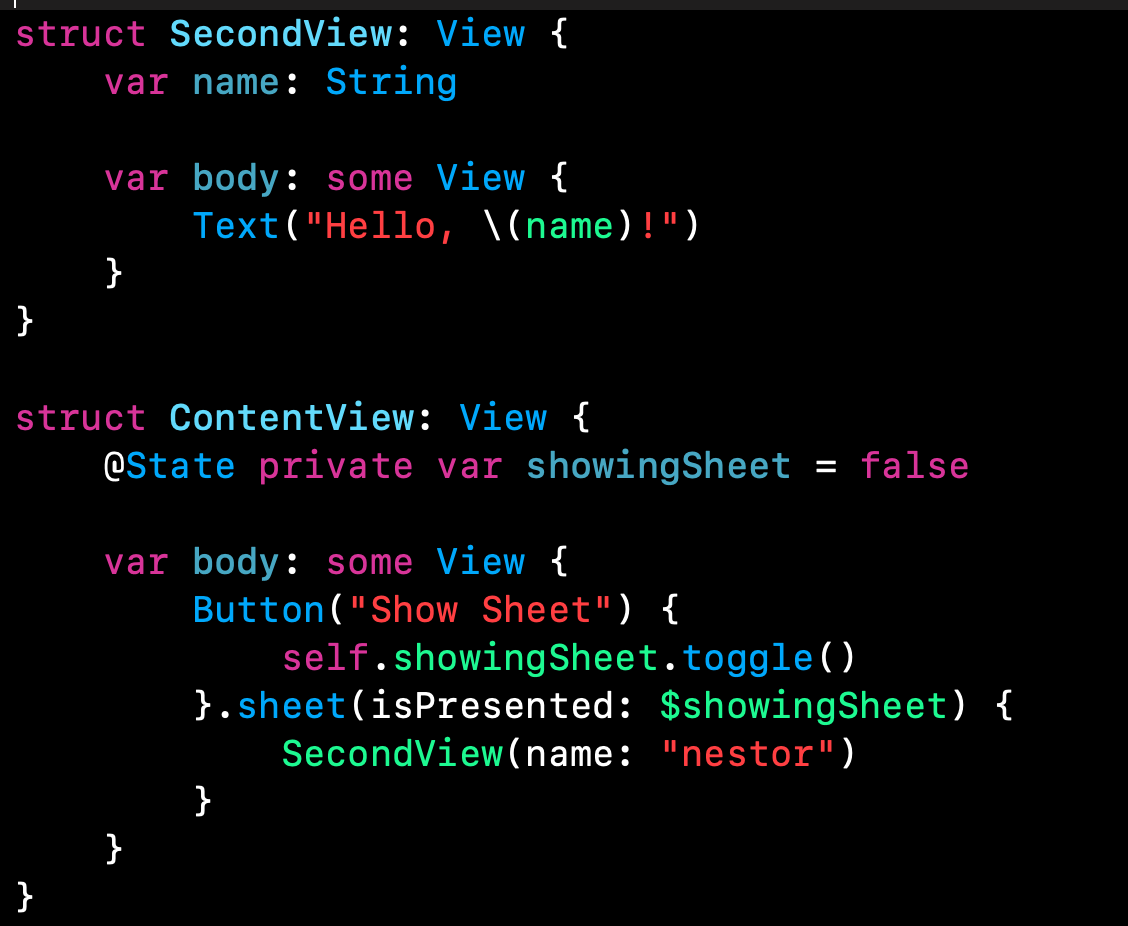 struct SecondView: View {
    var name: String

    var body: some View {
        Text("Hello, \(name)!")
    }
}

struct ContentView: View {
    @State private var showingSheet = false

    var body: some View {
        Button("Show Sheet") {
            self.showingSheet.toggle()
        }.sheet(isPresented: $showingSheet) {
            SecondView(name: "nestor")
        }
    }
}